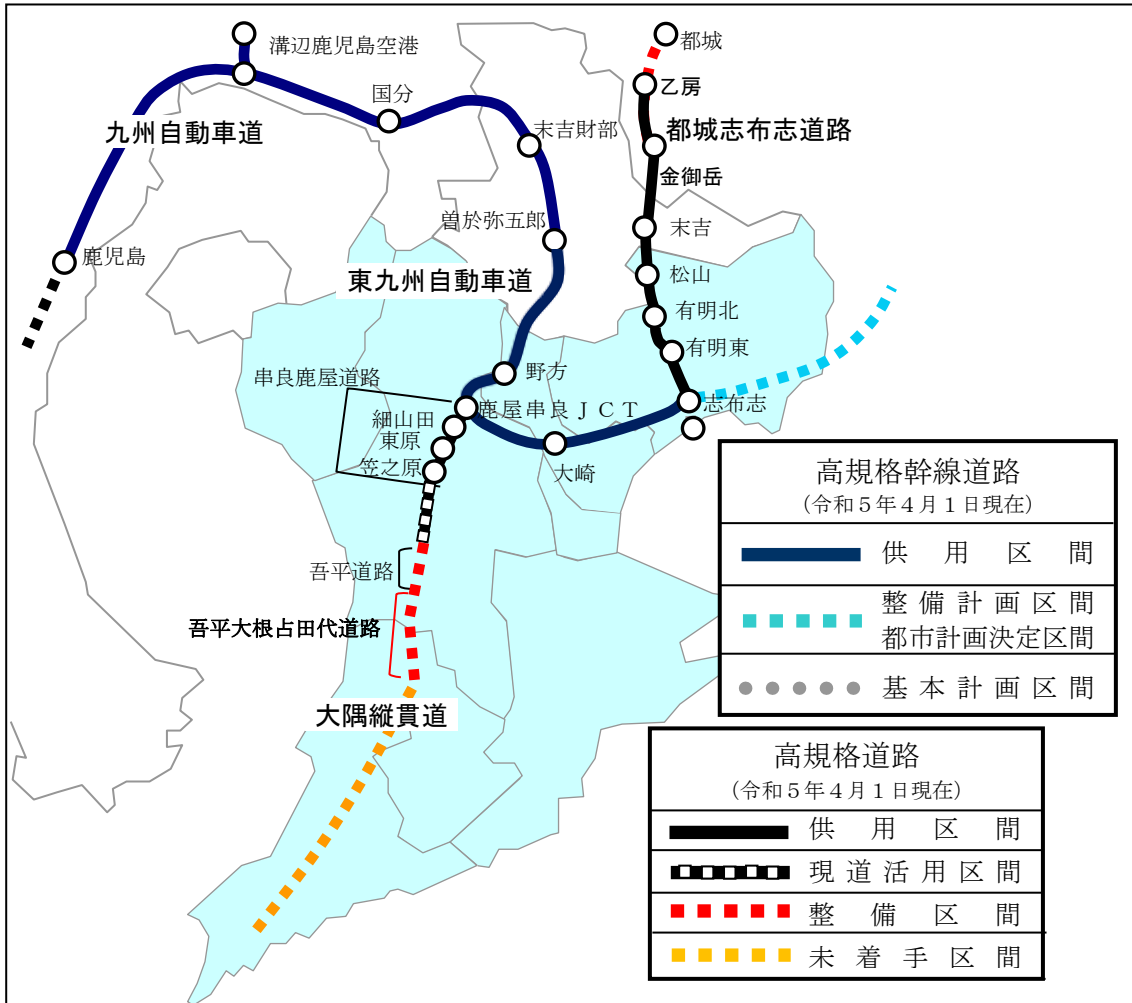 溝辺鹿児島空港
都城
国分
乙房
九州自動車道
末吉財部
都城志布志道路
金御岳
曽於弥五郎
末吉
鹿児島
東九州自動車道
松山
有明北
有明東
野方
串良鹿屋道路
鹿屋串良ＪＣＴ
志布志
細山田
東原
大崎
笠之原
吾平道路
吾平大根占田代道路
大隅縦貫道
高規格幹線道路
（令和５年４月１日現在）
供用区間
整備計画区間
都市計画決定区間
基本計画区間
高規格道路
（令和５年４月１日現在）
供用区間
現道活用区間
整備区間
未着手区間